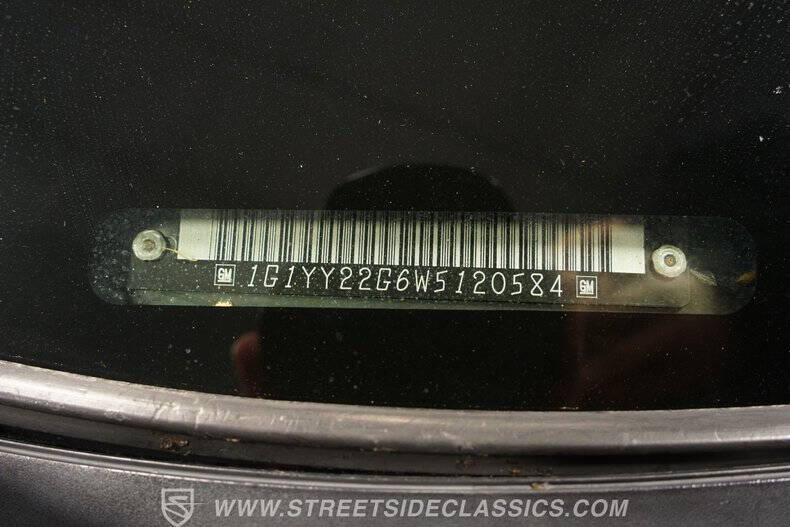 GM 1G1YY22G6W5120584 GM
WWW.STREETSIDECLASSICS.COM